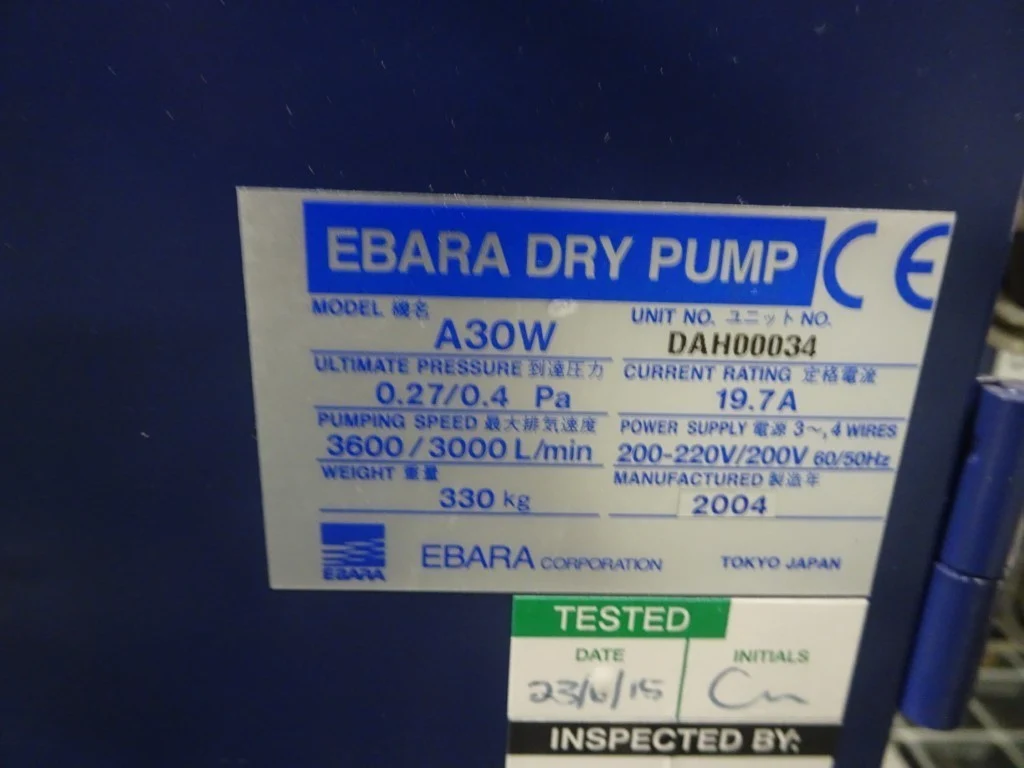 EBARA DRY PUMP CE
MODEL 機名
A30W
UNIT NO. ユニットNO.
DAH00034
ULTIMATE PRESSURE 到達圧力
0.27/0.4 Pa
CURRENT RATING 定格電流
19.7A
PUMPING SPEED 最大排気速度
3600/3000 L/min
POWER SUPPLY 電源 3～, 4 WIRES
200-220V/200V 60/50Hz
WEIGHT 重量
330 kg
MANUFACTURED 製造年
2004
EBARA
EBARA CORPORATION TOKYO JAPAN
TESTED
DATE INITIALS
23/6/15
INSPECTED BY: